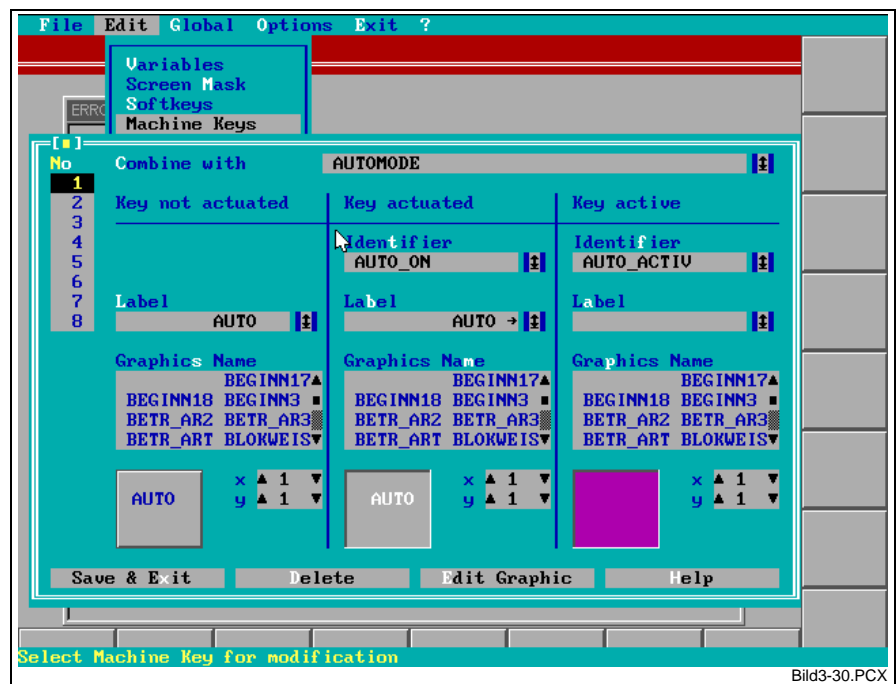 File Edit Global Options Exit ?
Variables
Screen Mask
Softkeys
ERRO
Machine Keys
No
Combine with AUTOMODE
1
2 Key not actuated Key actuated Key active
3
4 Identifier Identifier
5 AUTO_ON AUTO_ACTIV
6
7 Label Label Label
8 AUTO AUTO →
Graphics Name Graphics Name Graphics Name
BEGINN17 BEGINN17 BEGINN17
BEGINN18 BEGINN3 BEGINN18 BEGINN3 BEGINN18 BEGINN3
BETR_AR2 BETR_AR3 BETR_AR2 BETR_AR3 BETR_AR2 BETR_AR3
BETR_ART BLOKWEIS BETR_ART BLOKWEIS BETR_ART BLOKWEIS
x 1 x 1 x 1
AUTO y 1 AUTO y 1 y 1
Save & Exit Delete Edit Graphic Help
Select Machine Key for modification
Bild3-30.PCX